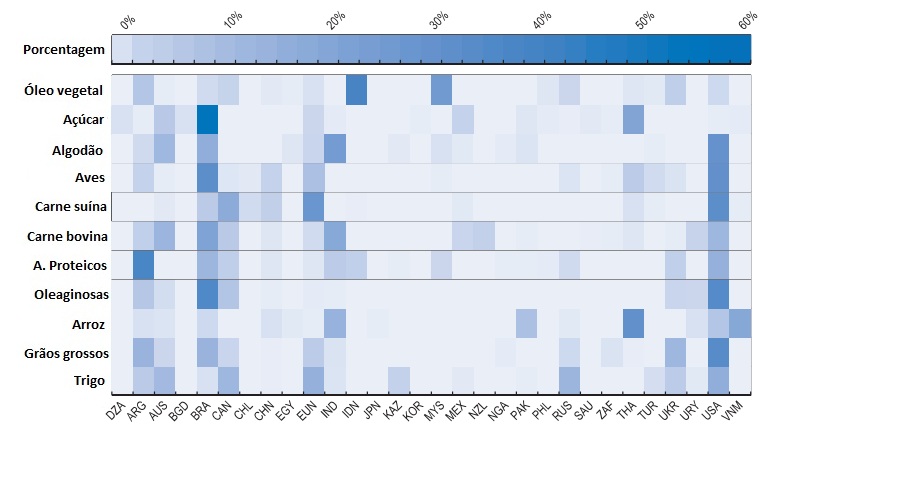 0% 10% 20% 30% 40% 50% 60%
Porcentagem
Óleo vegetal
Açúcar
Algodão
Aves
Carne suína
Carne bovina
A. Proteicos
Oleaginosas
Arroz
Grãos grossos
Trigo
DZA ARG AUS BGD BRA CAN CHL CHN EGY EUN IND IDN JPN KAZ KOR MYS MEX NZL NGA PAK PHL RUS SAU ZAF THA TUR UKR URY USA VNM